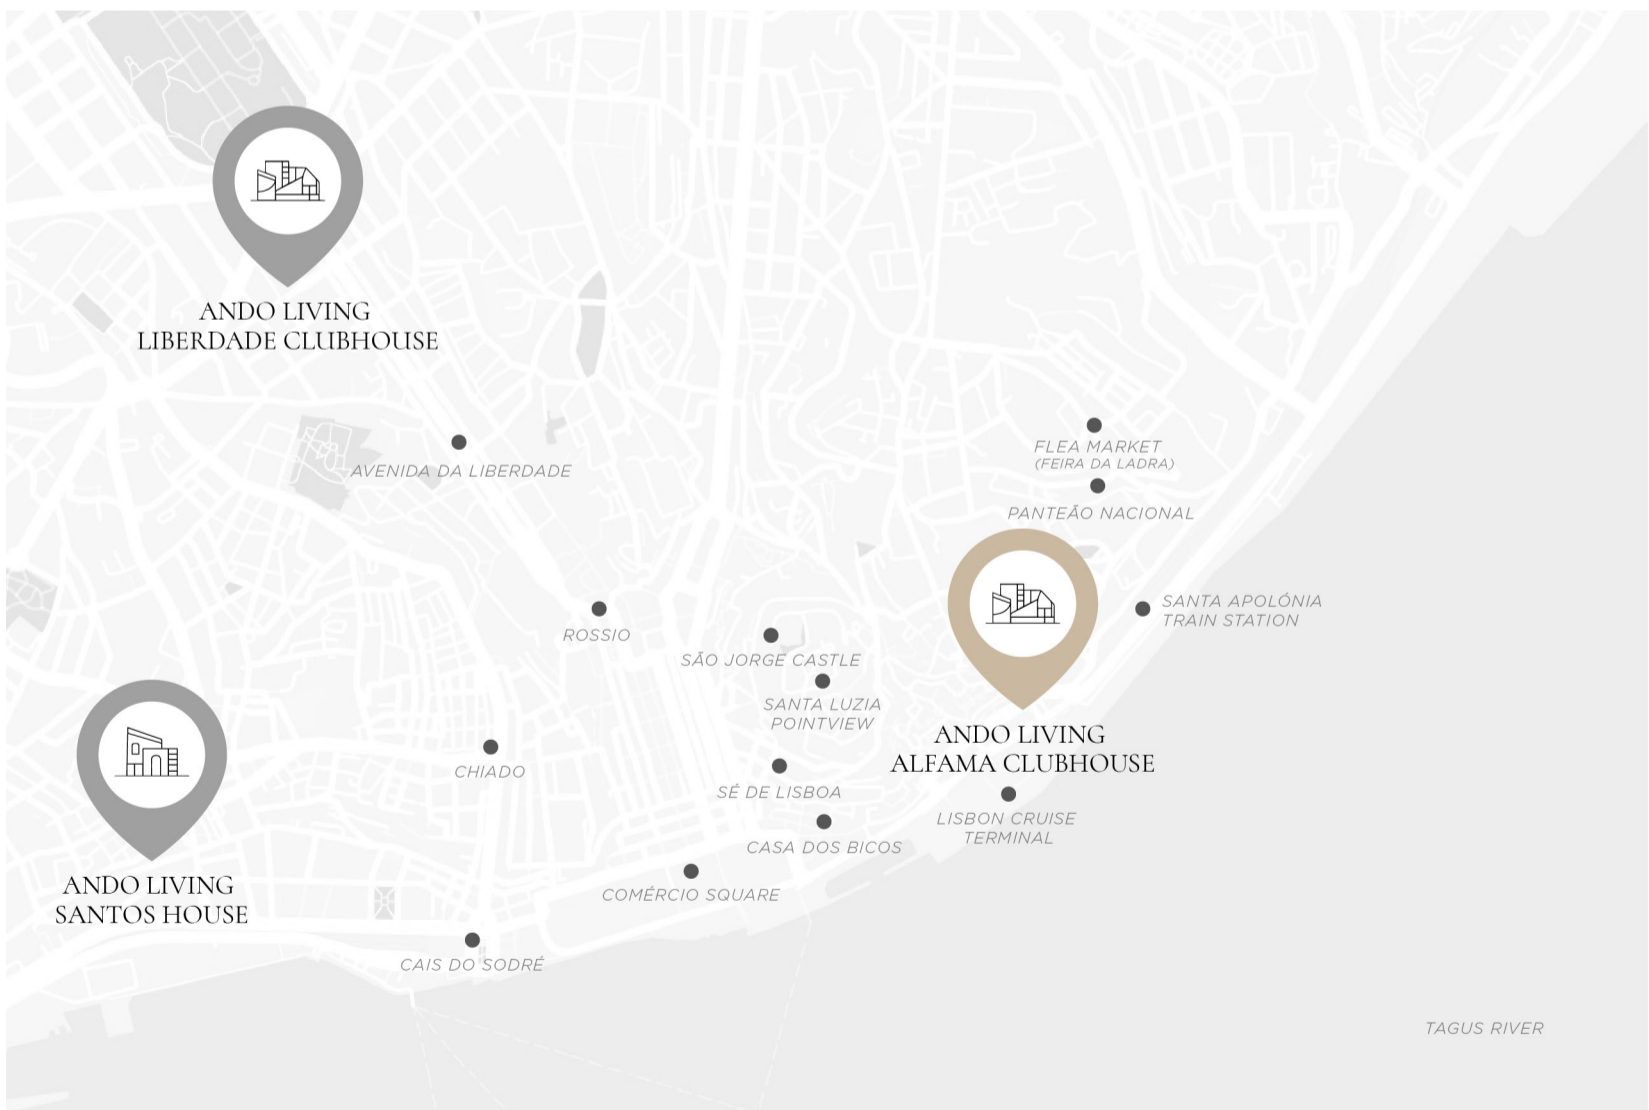 ANDO LIVING
LIBERDADE CLUBHOUSE
AVENIDA DA LIBERDADE
FLEA MARKET
(FEIRA DA LADRA)
PANTEÃO NACIONAL
SANTA APOLÓNIA
TRAIN STATION
ROSSIO
SÃO JORGE CASTLE
SANTA LUZIA
POINTVIEW
ANDO LIVING
ALFAMA CLUBHOUSE
CHIADO
SÉ DE LISBOA
LISBON CRUISE
TERMINAL
CASA DOS BICOS
COMÉRCIO SQUARE
ANDO LIVING
SANTOS HOUSE
CAIS DO SODRÉ
TAGUS RIVER